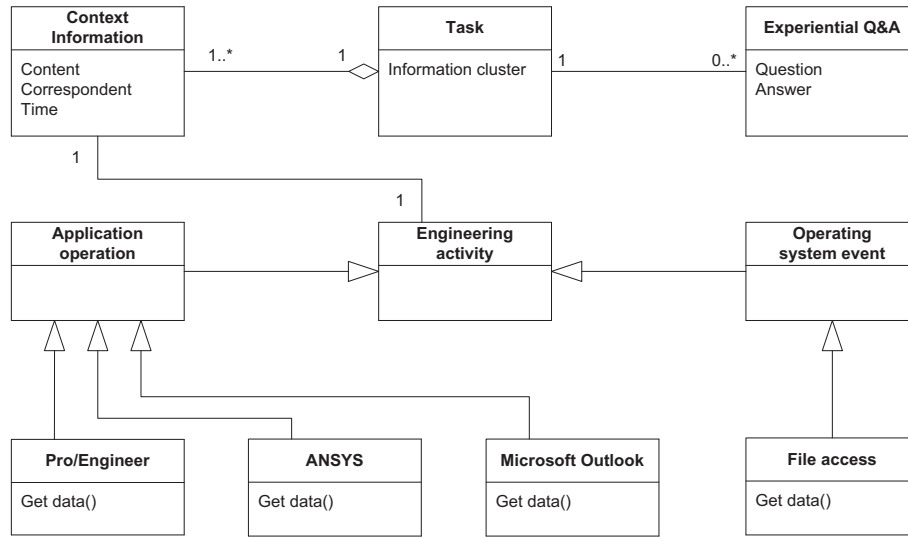 Context
Information
Content
Correspondent
Time
1..*
1
Task
Information cluster
1
0..*
Experiential Q&A
Question
Answer
1
1
Application
operation
Engineering
activity
Operating
system event
Pro/Engineer
Get data()
ANSYS
Get data()
Microsoft Outlook
Get data()
File access
Get data()